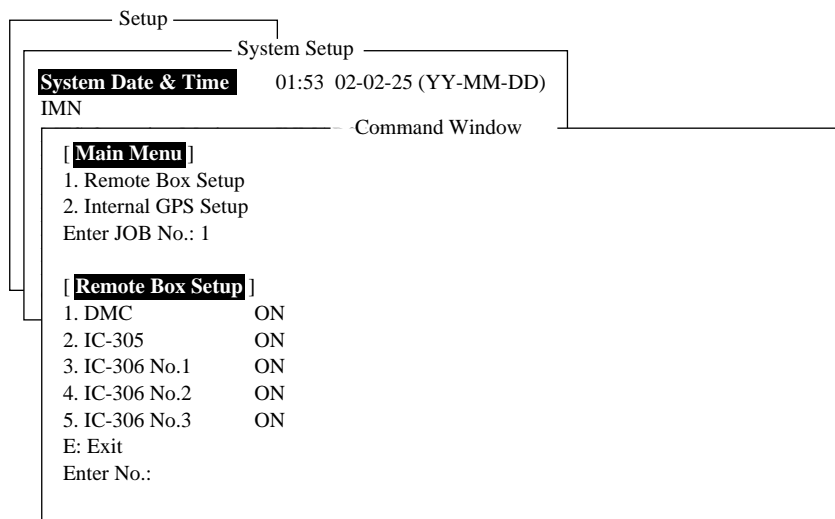 Setup
System Setup
System Date & Time 01:53 02-02-25 (YY-MM-DD)
IMN
Command Window
[Main Menu]
1. Remote Box Setup
2. Internal GPS Setup
Enter JOB No.: 1
[Remote Box Setup]
1. DMC ON
2. IC-305 ON
3. IC-306 No.1 ON
4. IC-306 No.2 ON
5. IC-306 No.3 ON
E: Exit
Enter No.: